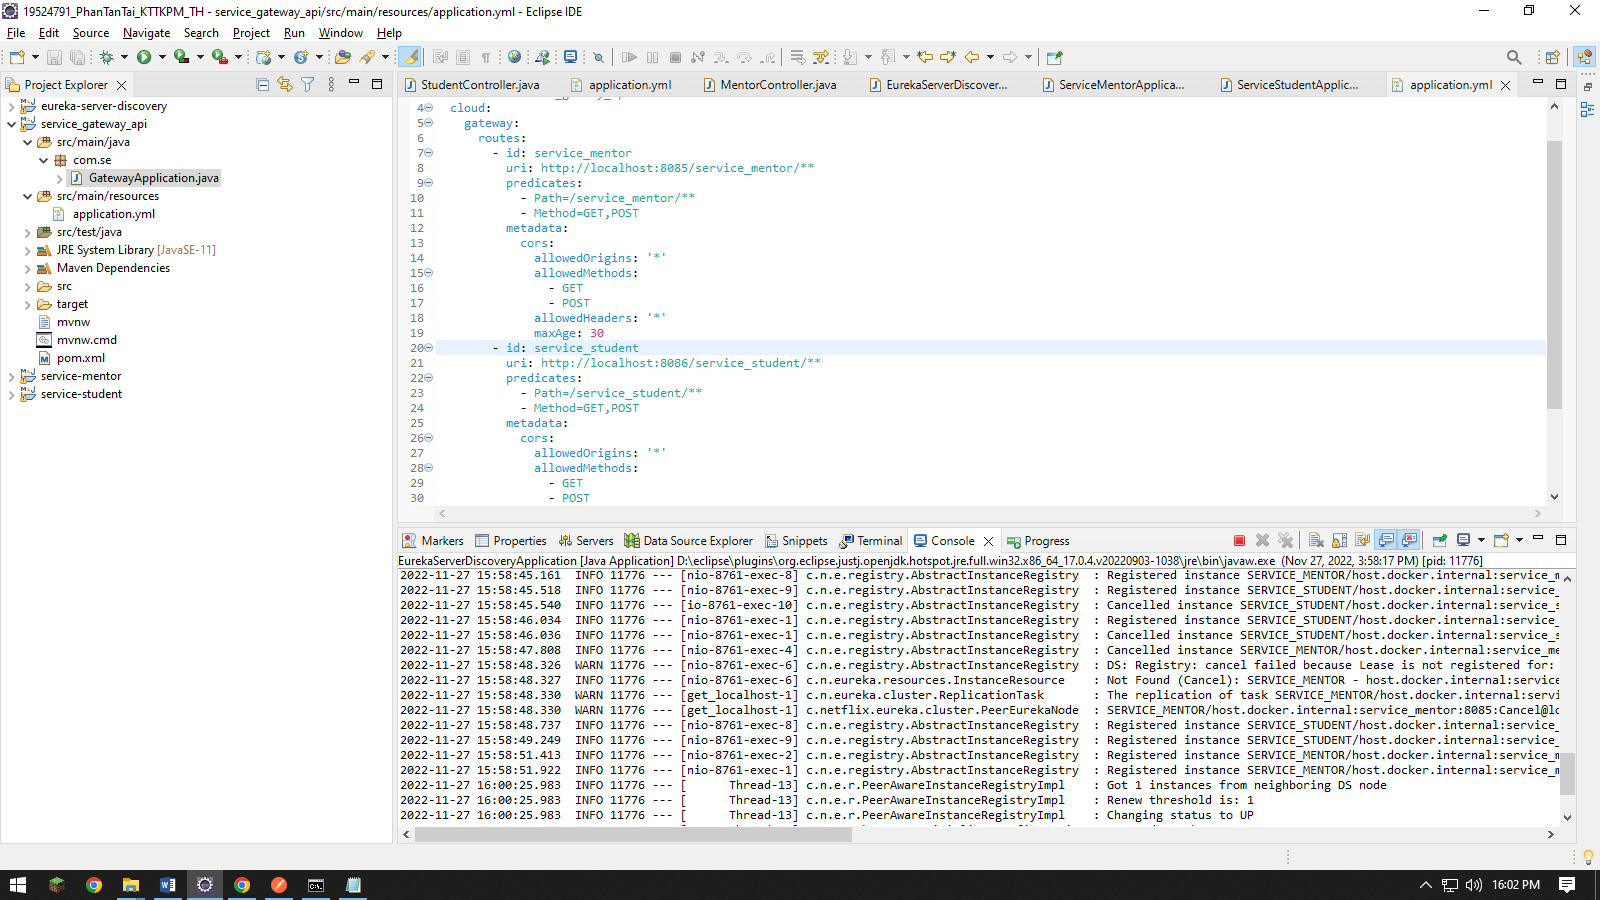 19524791_PhanTanTai_KTTKPM_TH - service_gateway_api/src/main/resources/application.yml - Eclipse IDE
File Edit Source Navigate Search Project Run Window Help
Project Explorer
eureka-server-discovery
service_gateway_api
src/main/java
com.se
GatewayApplication.java
src/main/resources
application.yml
src/test/java
JRE System Library [JavaSE-11]
Maven Dependencies
src
target
mvnw
mvnw.cmd
pom.xml
service-mentor
service-student
StudentController.java application.yml MentorController.java EurekaServerDiscover... ServiceMentorApplica... ServiceStudentApplic... application.yml
4 cloud:
5 gateway:
6 routes:
7 - id: service_mentor
8 uri: http://localhost:8085/service_mentor/**
9 predicates:
10 - Path=/service_mentor/**
11 - Method=GET,POST
12 metadata:
13 cors:
14 allowedOrigins: '*'
15 allowedMethods:
16 - GET
17 - POST
18 allowedHeaders: '*'
19 maxAge: 30
20 - id: service_student
21 uri: http://localhost:8086/service_student/**
22 predicates:
23 - Path=/service_student/**
24 - Method=GET,POST
25 metadata:
26 cors:
27 allowedOrigins: '*'
28 allowedMethods:
29 - GET
30 - POST
Markers Properties Servers Data Source Explorer Snippets Terminal Console Progress
EurekaServerDiscoveryApplication [Java Application] D:\eclipse\plugins\org.eclipse.justj.openjdk.hotspot.jre.full.win32.x86_64_17.0.4.v20220903-1038\jre\bin\javaw.exe (Nov 27, 2022, 3:58:17 PM) [pid: 11776]
2022-11-27 15:58:45.161 INFO 11776 --- [nio-8761-exec-8] c.n.e.registry.AbstractInstanceRegistry : Registered instance SERVICE_MENTOR/host.docker.internal:service_m
2022-11-27 15:58:45.518 INFO 11776 --- [nio-8761-exec-9] c.n.e.registry.AbstractInstanceRegistry : Registered instance SERVICE_STUDENT/host.docker.internal:service_
2022-11-27 15:58:45.540 INFO 11776 --- [io-8761-exec-10] c.n.e.registry.AbstractInstanceRegistry : Cancelled instance SERVICE_STUDENT/host.docker.internal:service_s
2022-11-27 15:58:46.034 INFO 11776 --- [nio-8761-exec-1] c.n.e.registry.AbstractInstanceRegistry : Registered instance SERVICE_STUDENT/host.docker.internal:service_
2022-11-27 15:58:46.036 INFO 11776 --- [nio-8761-exec-1] c.n.e.registry.AbstractInstanceRegistry : Cancelled instance SERVICE_STUDENT/host.docker.internal:service_s
2022-11-27 15:58:47.808 INFO 11776 --- [nio-8761-exec-4] c.n.e.registry.AbstractInstanceRegistry : Cancelled instance SERVICE_MENTOR/host.docker.internal:service_me
2022-11-27 15:58:48.326 WARN 11776 --- [nio-8761-exec-6] c.n.e.registry.AbstractInstanceRegistry : DS: Registry: cancel failed because Lease is not registered for:
2022-11-27 15:58:48.327 INFO 11776 --- [nio-8761-exec-6] c.n.eureka.resources.InstanceResource : Not Found (Cancel): SERVICE_MENTOR - host.docker.internal:service
2022-11-27 15:58:48.330 WARN 11776 --- [get_localhost-1] c.n.eureka.cluster.ReplicationTask : The replication of task SERVICE_MENTOR/host.docker.internal:servi
2022-11-27 15:58:48.330 WARN 11776 --- [get_localhost-1] c.netflix.eureka.cluster.PeerEurekaNode : SERVICE_MENTOR/host.docker.internal:service_mentor:8085:Cancel@lo
2022-11-27 15:58:48.737 INFO 11776 --- [nio-8761-exec-8] c.n.e.registry.AbstractInstanceRegistry : Registered instance SERVICE_STUDENT/host.docker.internal:service_
2022-11-27 15:58:49.249 INFO 11776 --- [nio-8761-exec-9] c.n.e.registry.AbstractInstanceRegistry : Registered instance SERVICE_STUDENT/host.docker.internal:service_
2022-11-27 15:58:51.413 INFO 11776 --- [nio-8761-exec-2] c.n.e.registry.AbstractInstanceRegistry : Registered instance SERVICE_MENTOR/host.docker.internal:service_m
2022-11-27 15:58:51.922 INFO 11776 --- [nio-8761-exec-1] c.n.e.registry.AbstractInstanceRegistry : Registered instance SERVICE_MENTOR/host.docker.internal:service_m
2022-11-27 16:00:25.983 INFO 11776 --- [ Thread-13] c.n.e.r.PeerAwareInstanceRegistryImpl : Got 1 instances from neighboring DS node
2022-11-27 16:00:25.983 INFO 11776 --- [ Thread-13] c.n.e.r.PeerAwareInstanceRegistryImpl : Renew threshold is: 1
2022-11-27 16:00:25.983 INFO 11776 --- [ Thread-13] c.n.e.r.PeerAwareInstanceRegistryImpl : Changing status to UP
16:02 PM